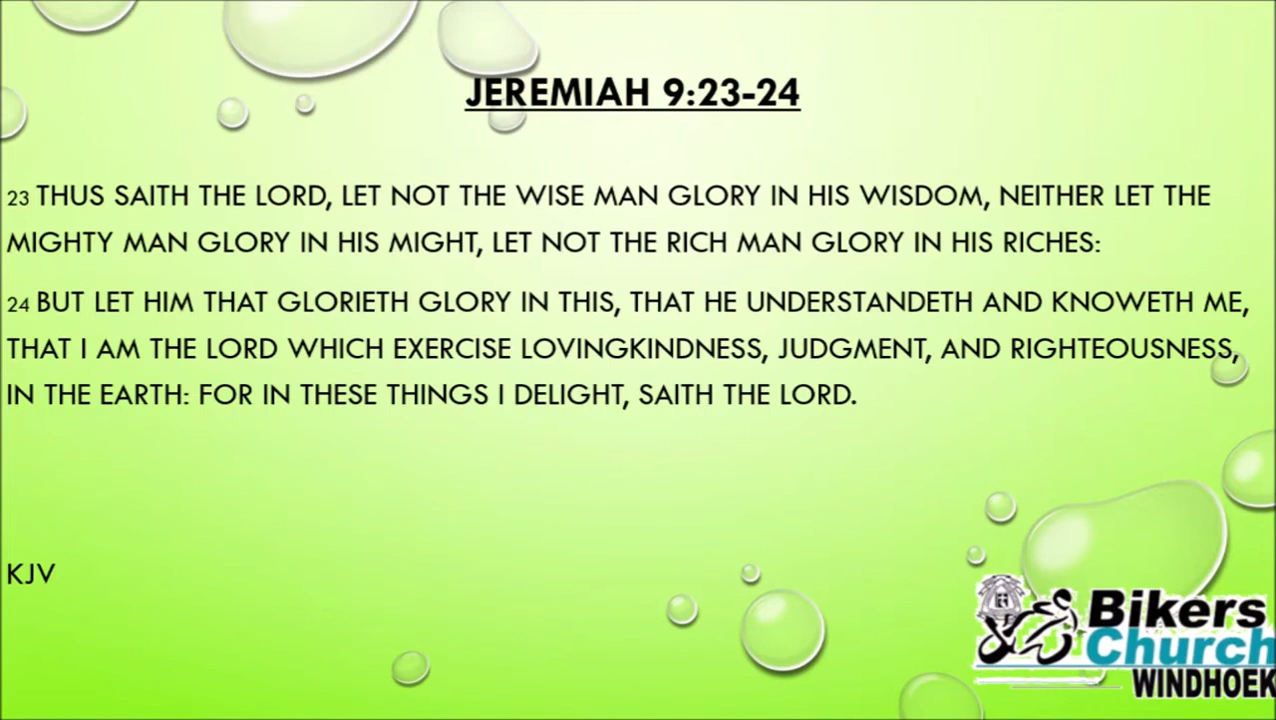 JEREMIAH 9:23-24
23 THUS SAITH THE LORD, LET NOT THE WISE MAN GLORY IN HIS WISDOM, NEITHER LET THE
MIGHTY MAN GLORY IN HIS MIGHT, LET NOT THE RICH MAN GLORY IN HIS RICHES:
24 BUT LET HIM THAT GLORIETH GLORY IN THIS, THAT HE UNDERSTANDETH AND KNOWETH ME,
THAT I AM THE LORD WHICH EXERCISE LOVINGKINDNESS, JUDGMENT, AND RIGHTEOUSNESS,
IN THE EARTH: FOR IN THESE THINGS I DELIGHT, SAITH THE LORD.
KJV
Bikers
Church
WINDHOEK